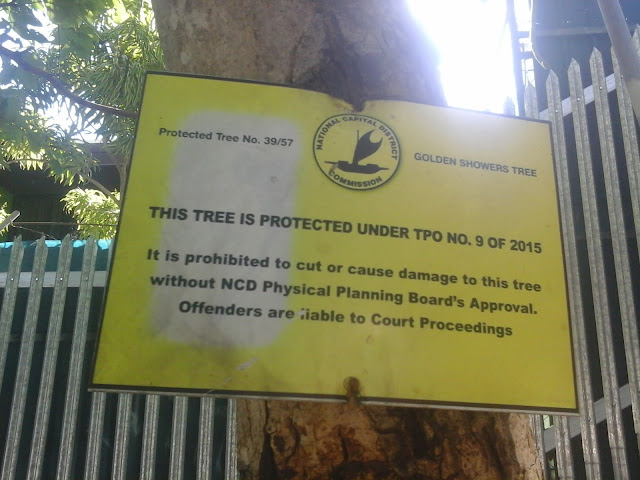 Protected Tree No. 39/57
NATIONAL CAPITAL DISTRICT
COMMISSION
GOLDEN SHOWERS TREE
THIS TREE IS PROTECTED UNDER TPO NO. 9 OF 2015
It is prohibited to cut or cause damage to this tree
without NCD Physical Planning Board's Approval.
Offenders are liable to Court Proceedings